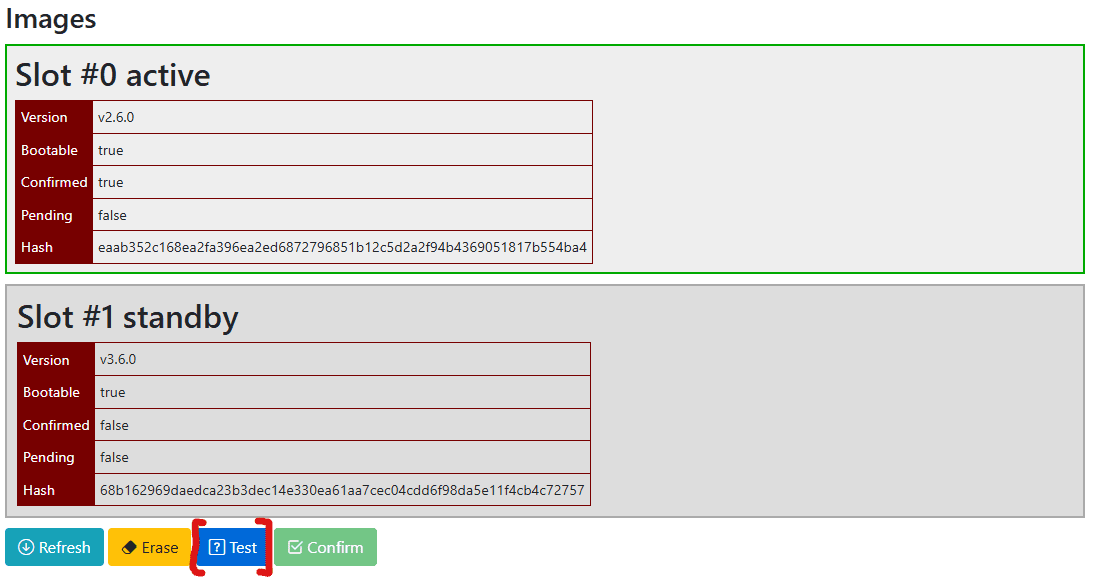 Images
Slot #0 active
Version v2.6.0
Bootable true
Confirmed true
Pending false
Hash eaab352c168ea2fa396ea2ed6872796851b12c5d2a2f94b4369051817b554ba4
Slot #1 standby
Version v3.6.0
Bootable true
Confirmed false
Pending false
Hash 68b162969daedca23b3dec14e330ea61aa7cec04cdd6f98da5e11f4cb4c72757
Refresh Erase Test Confirm